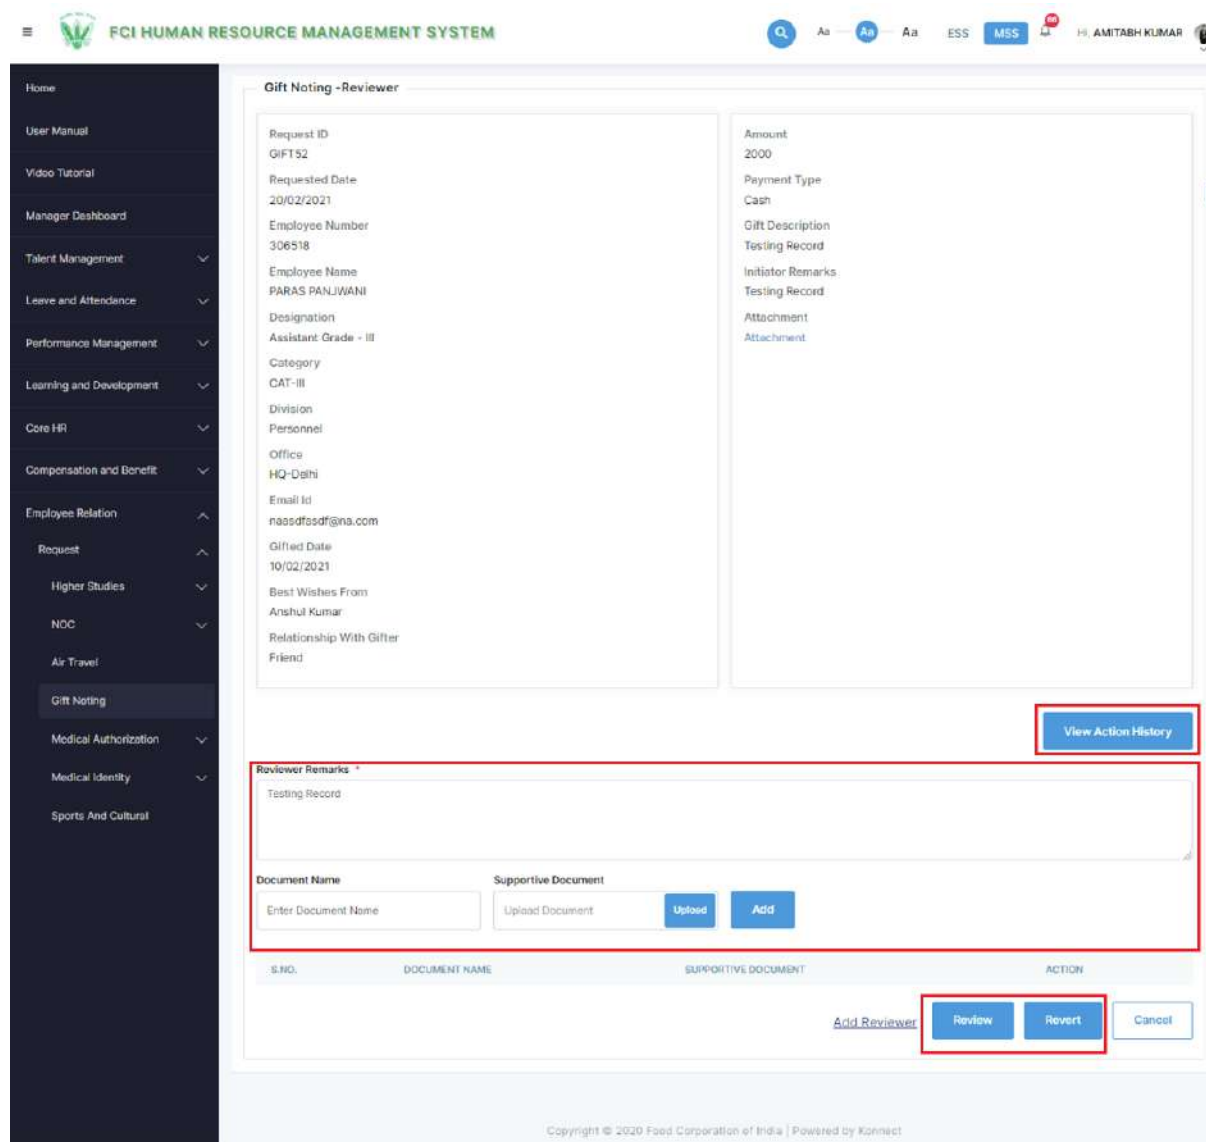 FCI HUMAN RESOURCE MANAGEMENT SYSTEM
Aa Aa Aa ESS MSS Hi, AMITABH KUMAR
Home
User Manual
Video Tutorial
Manager Dashboard
Talent Management
Leave and Attendance
Performance Management
Learning and Development
Core HR
Compensation and Benefit
Employee Relation
Request
Higher Studies
NOC
Air Travel
Gift Noting
Medical Authorization
Medical Identity
Sports And Cultural
Gift Noting -Reviewer
Request ID
GIFT52
Requested Date
20/02/2021
Employee Number
306518
Employee Name
PARAS PANJWANI
Designation
Assistant Grade - III
Category
CAT-III
Division
Personnel
Office
HQ-Delhi
Email Id
naasdfasdf@na.com
Gifted Date
10/02/2021
Best Wishes From
Anshul Kumar
Relationship With Gifter
Friend
Amount
2000
Payment Type
Cash
Gift Description
Testing Record
Initiator Remarks
Testing Record
Attachment
Attachment
View Action History
Reviewer Remarks *
Testing Record
Document Name
Enter Document Name
Supportive Document
Upload Document Upload Add
S.NO. DOCUMENT NAME SUPPORTIVE DOCUMENT ACTION
Add Reviewer Review Revert Cancel
Copyright © 2020 Food Corporation of India | Powered by Konnect